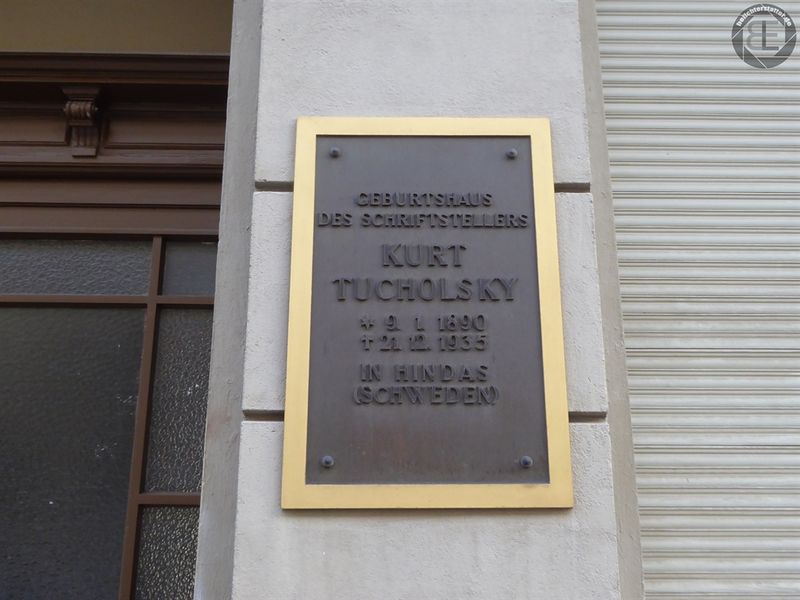 GEBURTSHAUS
DES SCHRIFTSTELLERS
KURT
TUCHOLSKY
* 9. 1. 1890
† 21. 12. 1935
IN HINDAS
(SCHWEDEN)